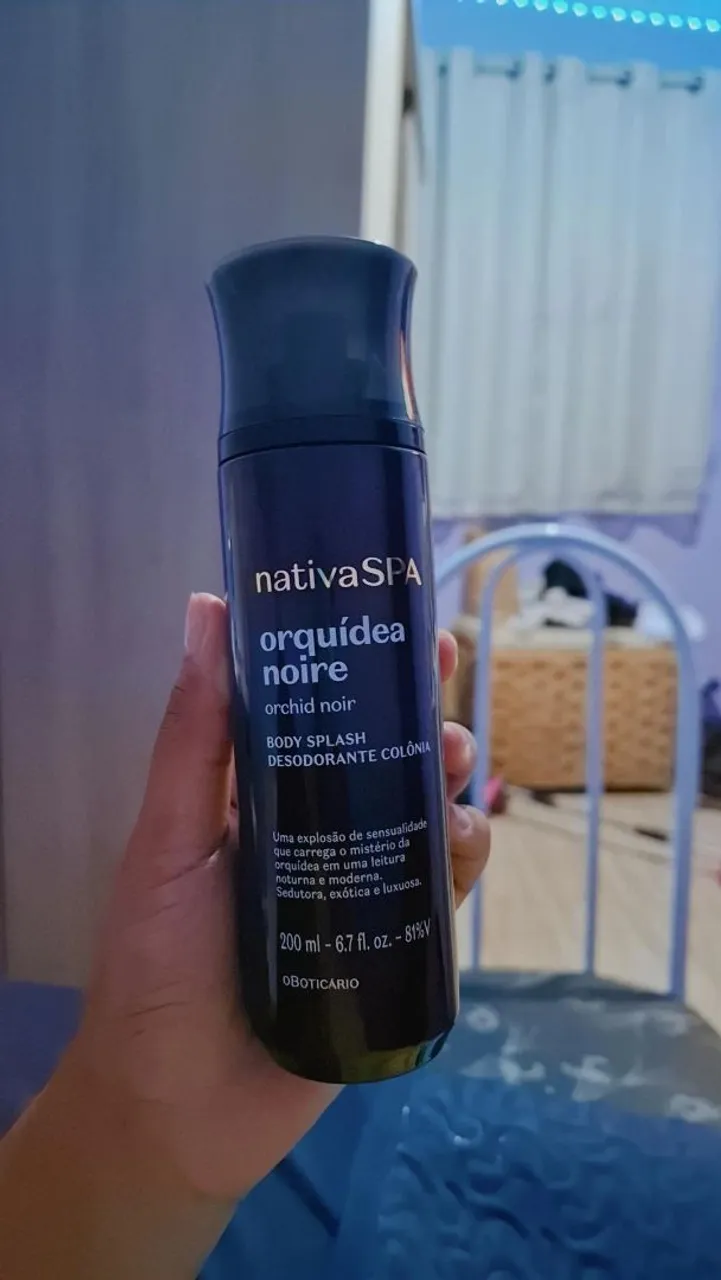 nativaSPA
orquídea
noire
orchid noir
BODY SPLASH
DESODORANTE COLÔNIA
Uma explosão de sensualidade
que carrega o mistério da
orquídea em uma leitura
noturna e moderna.
Sedutora, exótica e luxuosa.
200 ml - 6.7 fl. oz. - 81%V
oBOTICÁRIO